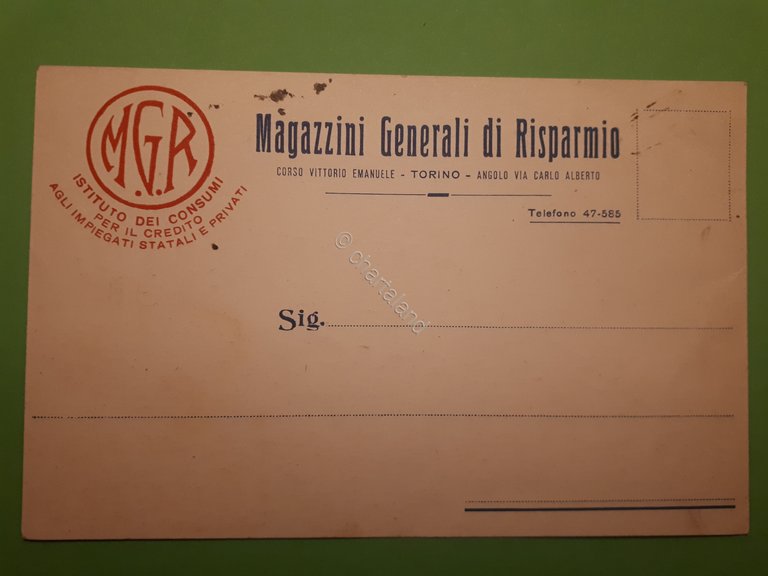 M.G.R
ISTITUTO DEI CONSUMI
PER IL CREDITO
AGLI IMPIEGATI STATALI E PRIVATI
Magazzini Generali di Risparmio
CORSO VITTORIO EMANUELE - TORINO - ANGOLO VIA CARLO ALBERTO
Telefono 47-585
© chartaland
Sig.